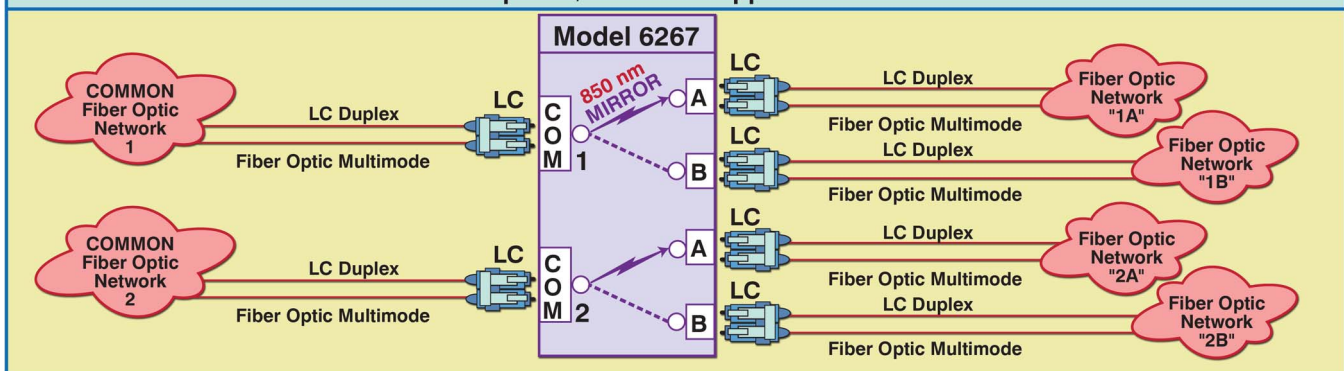 Model 6267
COMMON
Fiber Optic
Network
1
LC Duplex
Fiber Optic Multimode
LC
COM
1
850 nm
MIRROR
A
B
LC
LC Duplex
Fiber Optic Multimode
Fiber Optic
Network
"1A"
LC
LC Duplex
Fiber Optic Multimode
Fiber Optic
Network
"1B"
COMMON
Fiber Optic
Network
2
LC Duplex
Fiber Optic Multimode
LC
COM
2
A
B
LC
LC Duplex
Fiber Optic Multimode
Fiber Optic
Network
"2A"
LC
LC Duplex
Fiber Optic Multimode
Fiber Optic
Network
"2B"